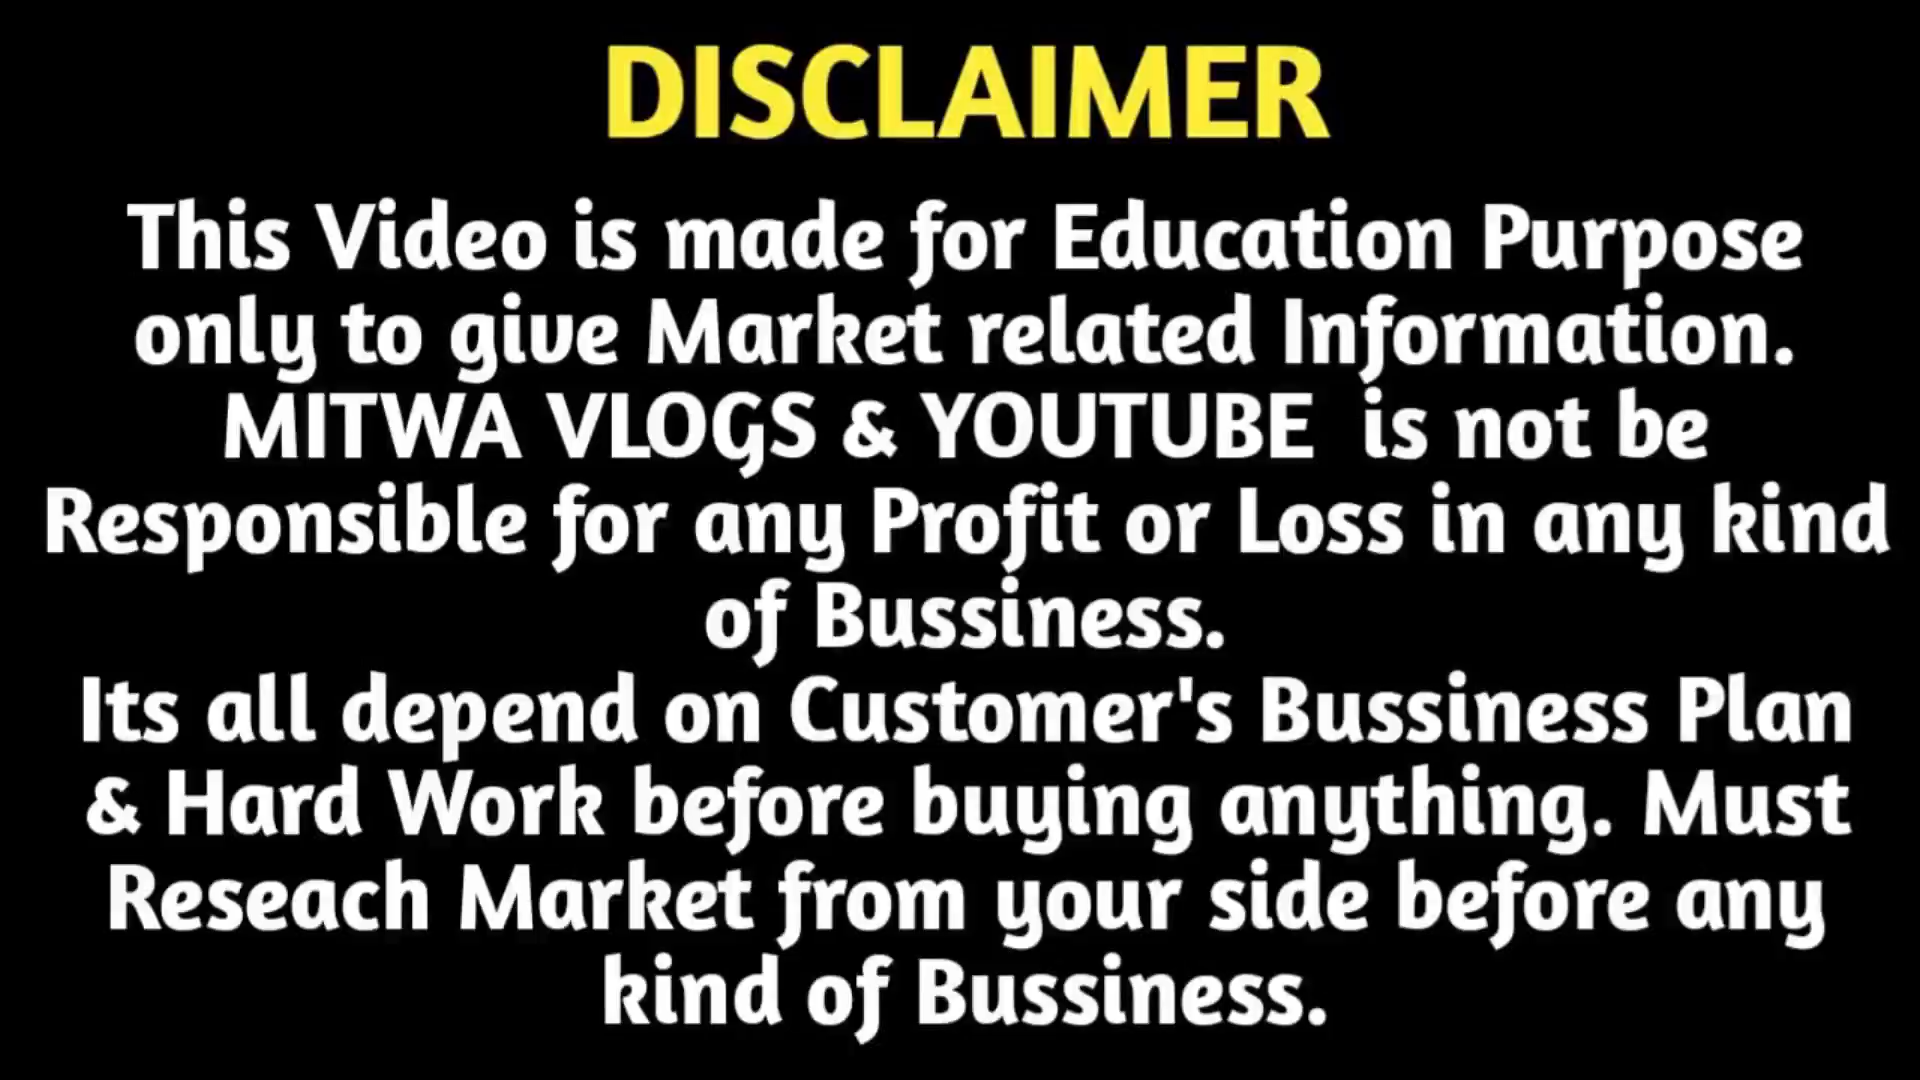 DISCLAIMER
This Video is made for Education Purpose
only to give Market related Information.
MITWA VLOGS & YOUTUBE is not be
Responsible for any Profit or Loss in any kind
of Bussiness.
Its all depend on Customer's Bussiness Plan
& Hard Work before buying anything. Must
Reseach Market from your side before any
kind of Bussiness.